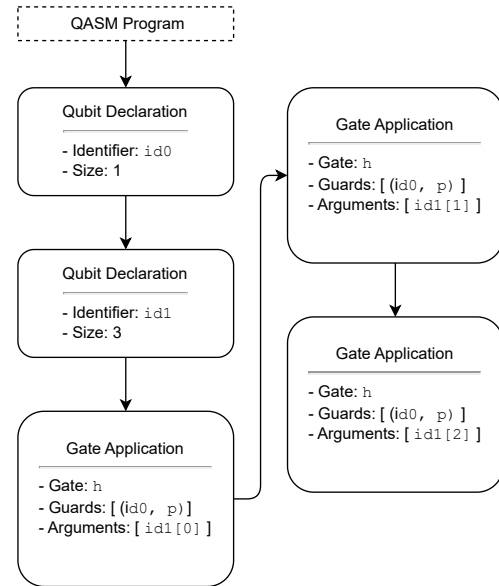 QASM Program
Qubit Declaration
- Identifier: id0
- Size: 1
Qubit Declaration
- Identifier: id1
- Size: 3
Gate Application
- Gate: h
- Guards: [ (id0, p)]
- Arguments: [ id1[0] ]
Gate Application
- Gate: h
- Guards: [ (id0, p) ]
- Arguments: [ id1[1] ]
Gate Application
- Gate: h
- Guards: [ (id0, p) ]
- Arguments: [ id1[2] ]